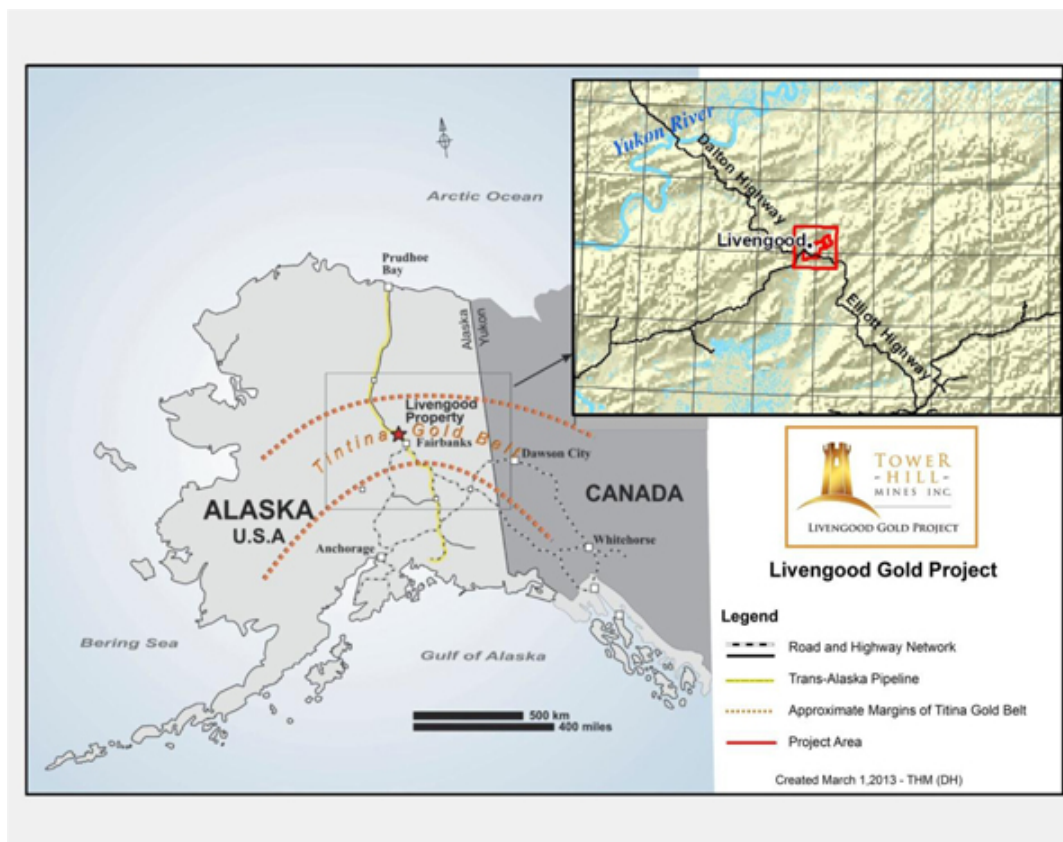 Arctic Ocean
Prudhoe
Bay
Alaska
Yukon
Livengood
Property
Tintina Gold Belt
Fairbanks
Dawson City
ALASKA
U.S.A
CANADA
Anchorage
Whitehorse
Bering Sea
Gulf of Alaska
500 km
400 miles
Yukon River
Dalton Highway
Livengood
Elliott Highway
TOWER
- HILL -
MINES INC.
LIVENGOOD GOLD PROJECT
Livengood Gold Project
Legend
Road and Highway Network
Trans-Alaska Pipeline
Approximate Margins of Titina Gold Belt
Project Area
Created March 1,2013 - THM (DH)